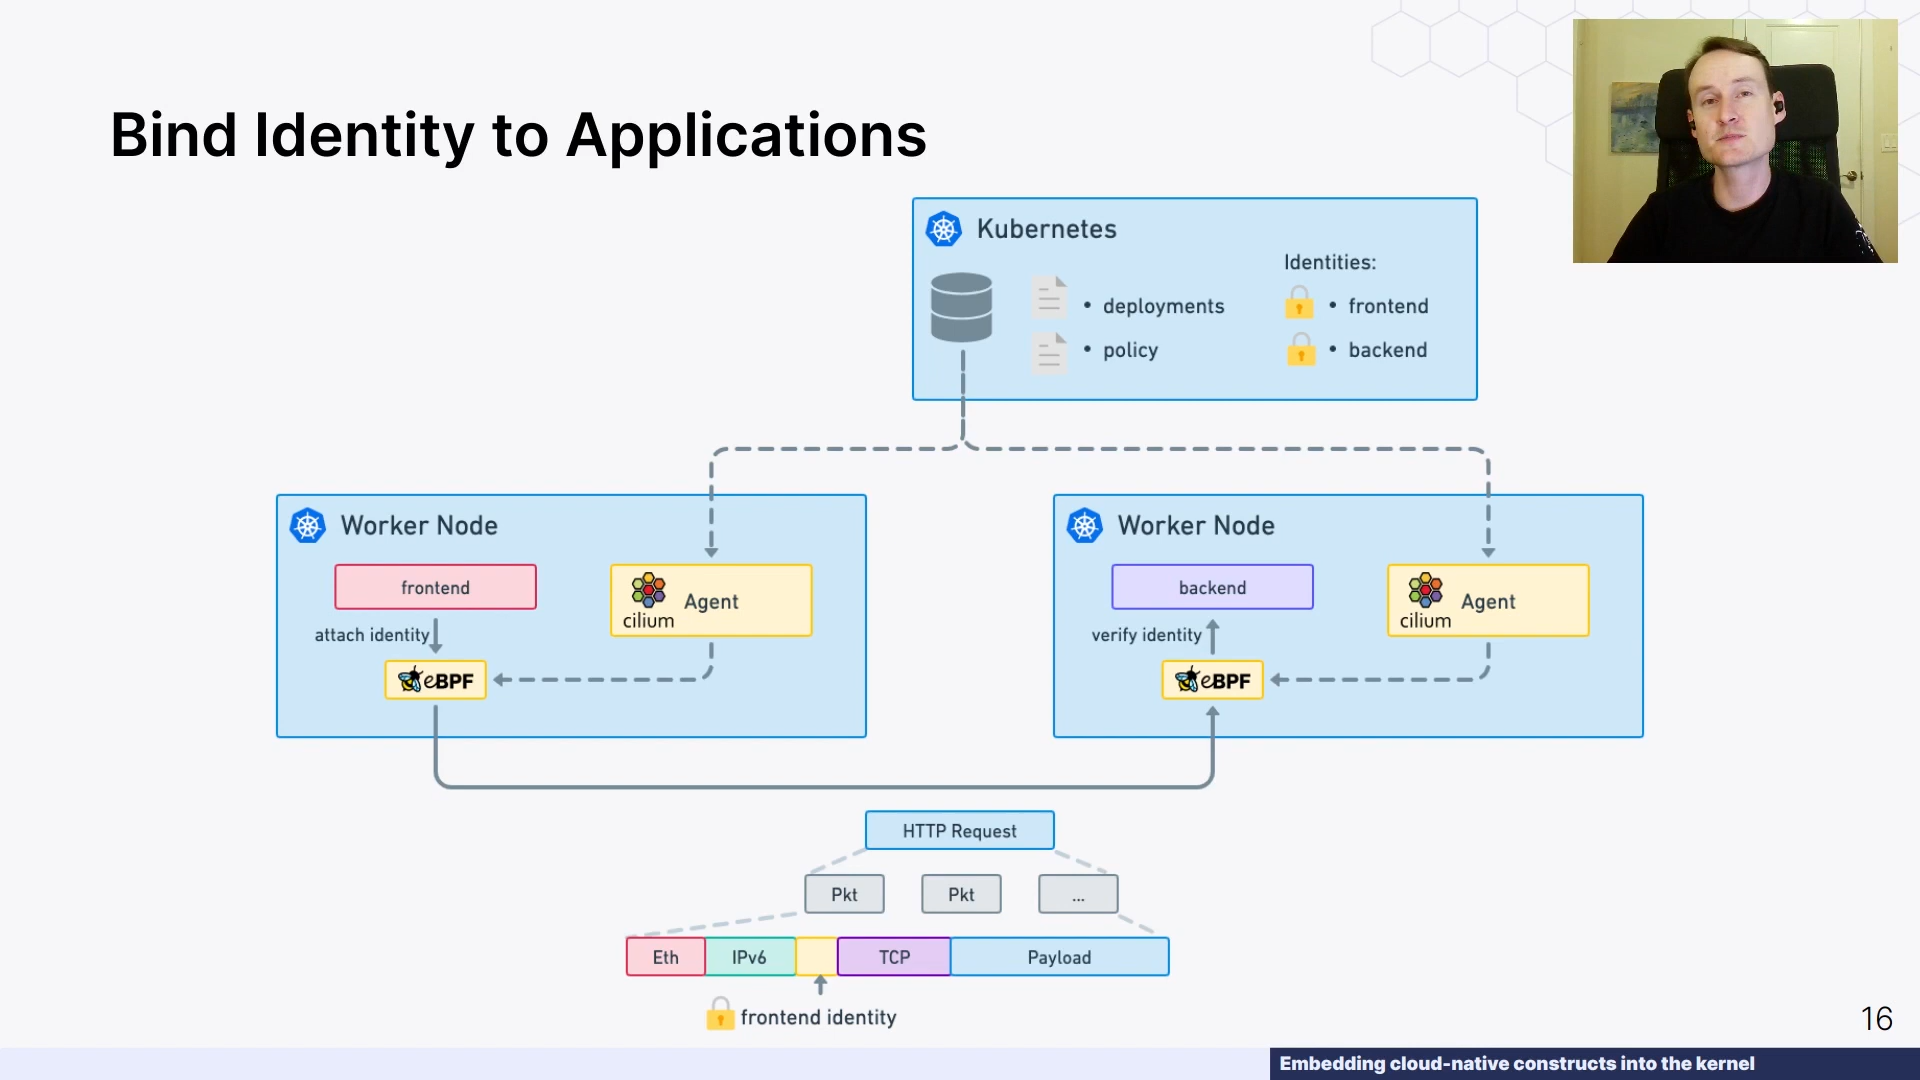 Bind Identity to Applications
Kubernetes
Identities:
• deployments
• frontend
• policy
• backend
Worker Node
frontend
cilium
Agent
attach identity
eBPF
Worker Node
backend
cilium
Agent
verify identity
eBPF
HTTP Request
Pkt
Pkt
...
Eth
IPv6
TCP
Payload
frontend identity
16
Embedding cloud-native constructs into the kernel